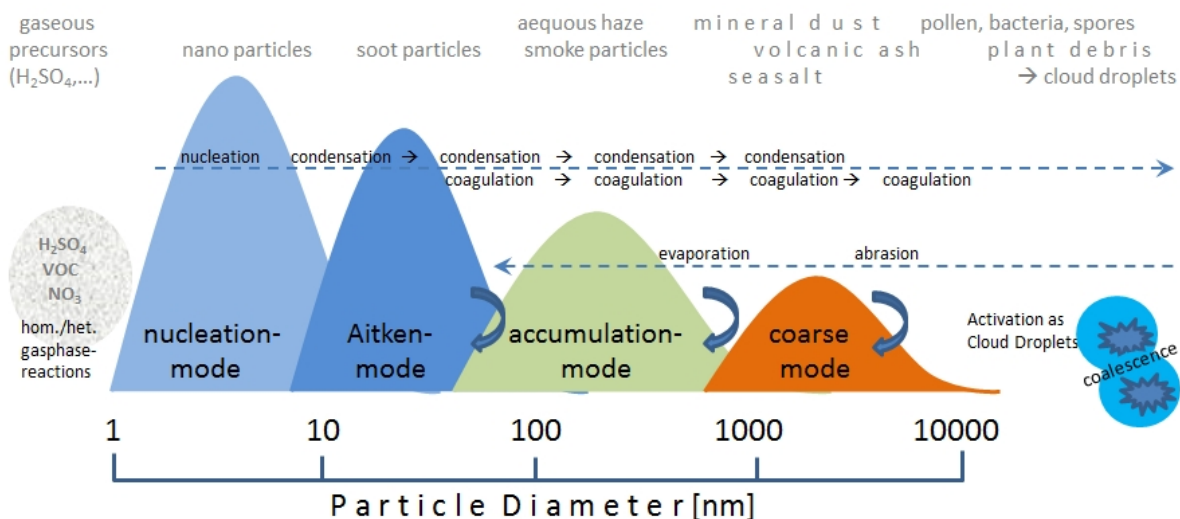 gaseous
precursors
(H₂SO₄,...)
nano particles
soot particles
aequous haze
smoke particles
mineral dust
volcanic ash
seasalt
pollen, bacteria, spores
plant debris
→ cloud droplets
nucleation condensation → condensation → condensation → condensation
coagulation → coagulation → coagulation → coagulation
evaporation abrasion
H₂SO₄
VOC
NO₃
hom./het.
gasphase-
reactions
nucleation-
mode
Aitken-
mode
accumulation-
mode
coarse
mode
Activation as
Cloud Droplets
coalescence
1 10 100 1000 10000
Particle Diameter [nm]